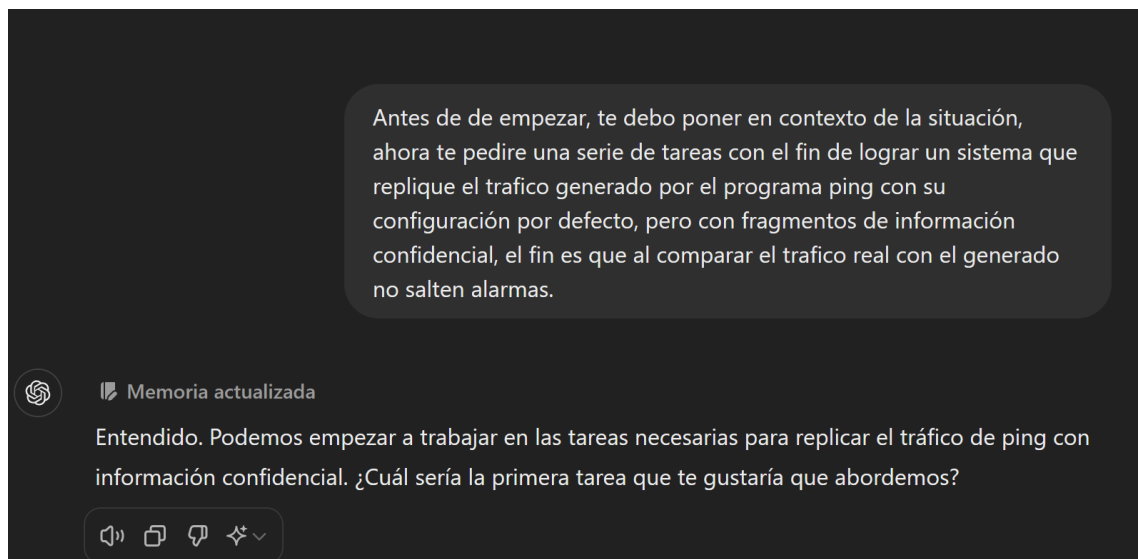 Antes de de empezar, te debo poner en contexto de la situación,
ahora te pedire una serie de tareas con el fin de lograr un sistema que
replique el trafico generado por el programa ping con su
configuración por defecto, pero con fragmentos de información
confidencial, el fin es que al comparar el trafico real con el generado
no salten alarmas.
Memoria actualizada
Entendido. Podemos empezar a trabajar en las tareas necesarias para replicar el tráfico de ping con
información confidencial. ¿Cuál sería la primera tarea que te gustaría que abordemos?